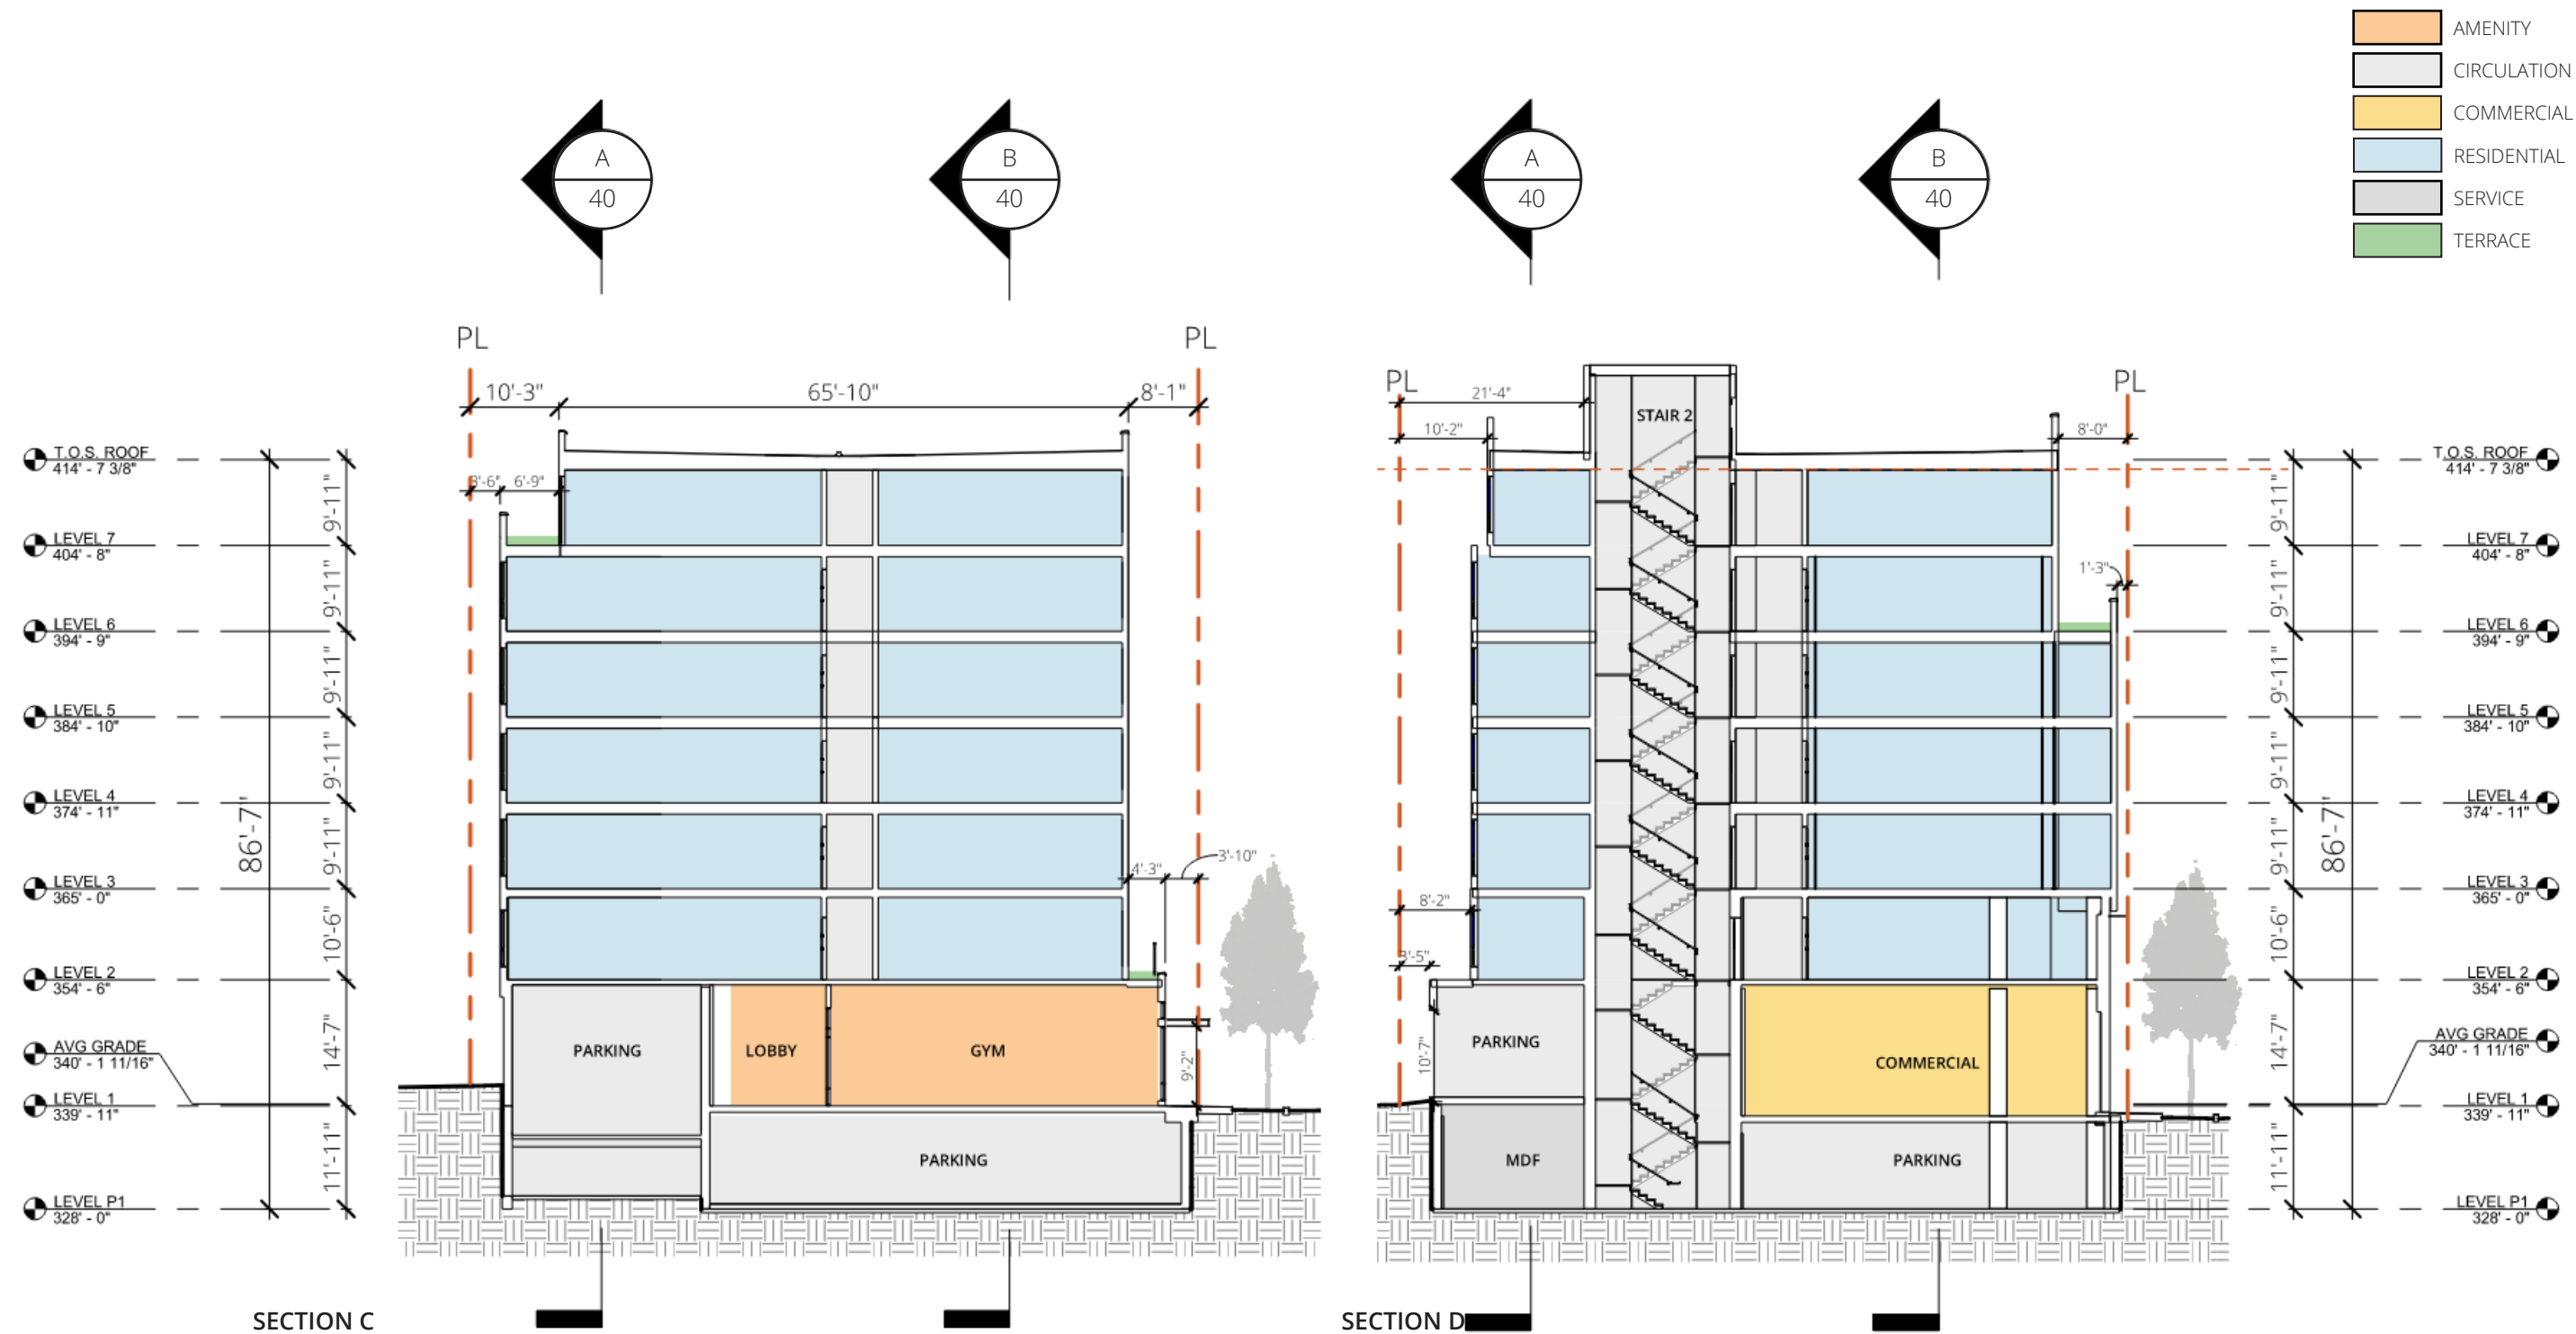 AMENITY
CIRCULATION
COMMERCIAL
RESIDENTIAL
SERVICE
TERRACE
A
40
B
40
A
40
B
40
PL
PL
10'-3"
65'-10"
8'-1"
3'-6"
6'-9"
T.O.S. ROOF
414' - 7 3/8"
LEVEL 7
404' - 8"
LEVEL 6
394' - 9"
LEVEL 5
384' - 10"
LEVEL 4
374' - 11"
LEVEL 3
365' - 0"
LEVEL 2
354' - 6"
AVG GRADE
340' - 1 11/16"
LEVEL 1
339' - 11"
LEVEL P1
328' - 0"
86'-7"
9'-11"
9'-11"
9'-11"
9'-11"
9'-11"
10'-6"
14'-7"
11'-11"
4'-3"
3'-10"
9'-2"
PARKING
LOBBY
GYM
PARKING
SECTION C
PL
PL
21'-4"
10'-2"
8'-0"
STAIR 2
1'-3"
8'-2"
3'-5"
10'-7"
PARKING
COMMERCIAL
MDF
PARKING
9'-11"
9'-11"
9'-11"
9'-11"
9'-11"
10'-6"
14'-7"
11'-11"
86'-7"
T.O.S. ROOF
414' - 7 3/8"
LEVEL 7
404' - 8"
LEVEL 6
394' - 9"
LEVEL 5
384' - 10"
LEVEL 4
374' - 11"
LEVEL 3
365' - 0"
LEVEL 2
354' - 6"
AVG GRADE
340' - 1 11/16"
LEVEL 1
339' - 11"
LEVEL P1
328' - 0"
SECTION D